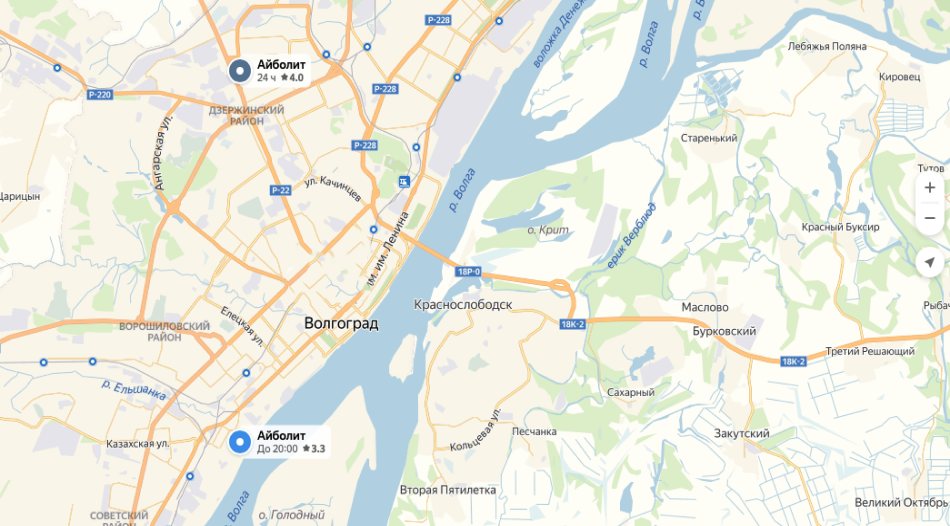 Р-228
воложка Денеж
р. Волга
р. В
Лебяжья Поляна
Айболит
24 ч ★4.0
Кировец
Р-228
Р-220
ДЗЕРЖИНСКИЙ
РАЙОН
Ангарская ул.
Старенький
Р-228
Тутов
ул. Качинцев
Р-22
р. Волга
Царицын
+
−
им. Ленина
о. Крит
ерик Верблюд
Красный Буксир
18Р-0
Краснослободск
Маслово
Рыбач
Елецкая ул.
Волгоград
ВОРОШИЛОВСКИЙ
РАЙОН
18К-2
Бурковский
Третий Решающий
18К-2
р. Ельшанка
Сахарный
Кольцевая ул.
Песчанка
Закутский
Айболит
До 20:00 ★3.3
Казахская ул.
Вторая Пятилетка
Великий Октябрь
Волга
о. Голодный
СОВЕТСКИЙ
РАЙОН